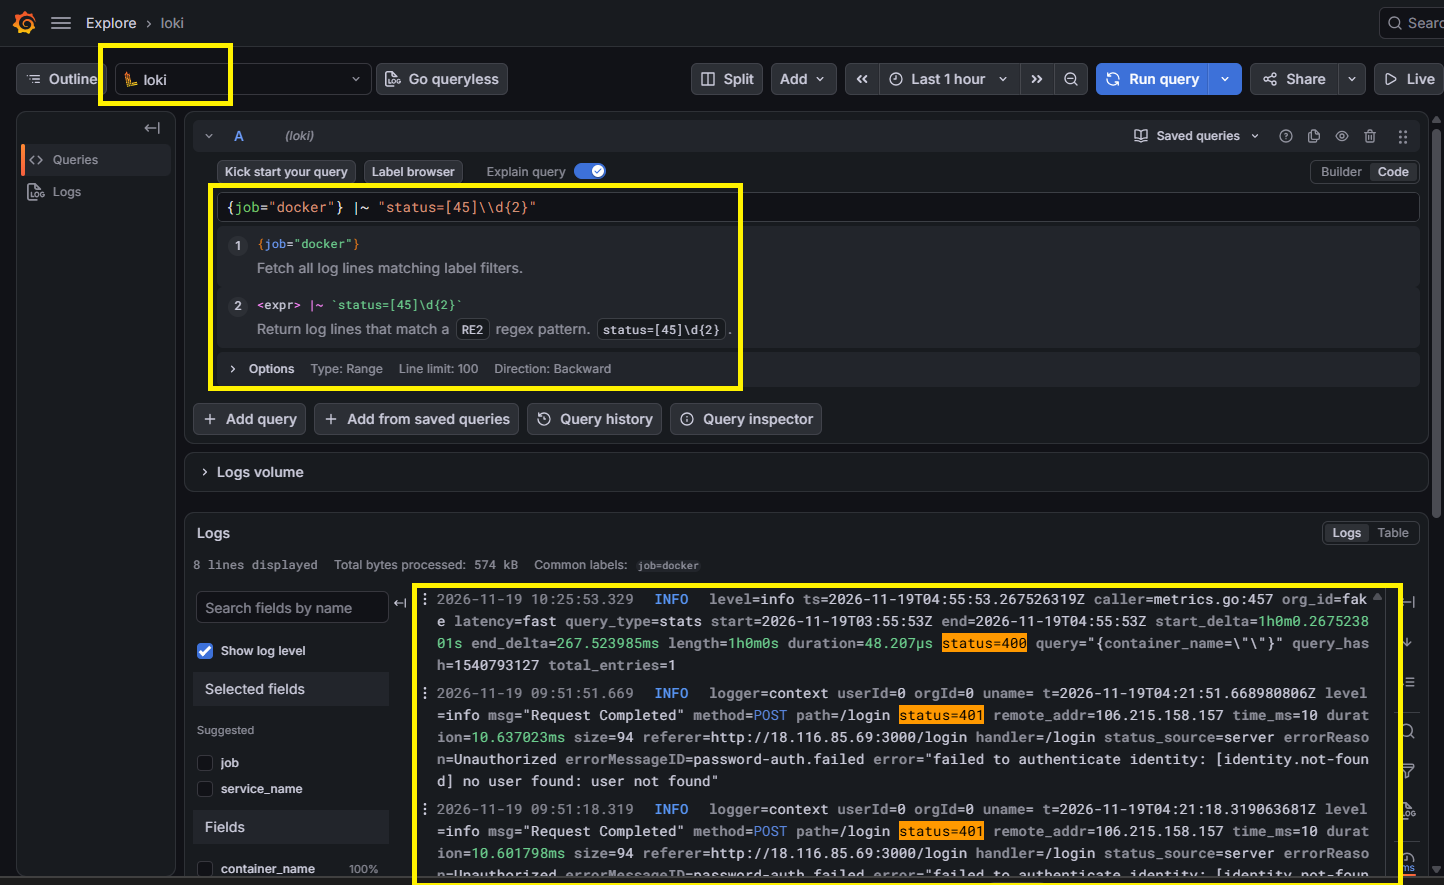 Explore › loki
Sear
Outline
loki
Go queryless
Split
Add
Last 1 hour
Run query
Share
Live
Queries
Logs
A (loki)
Saved queries
Kick start your query
Label browser
Explain query
Builder
Code
{job="docker"} |~ "status=[45]\\d{2}"
1 {job="docker"}
Fetch all log lines matching label filters.
2 <expr> |~ `status=[45]\d{2}`
Return log lines that match a RE2 regex pattern. status=[45]\d{2} .
Options Type: Range Line limit: 100 Direction: Backward
+ Add query
+ Add from saved queries
Query history
Query inspector
Logs volume
Logs
Logs
Table
8 lines displayed Total bytes processed: 574 kB Common labels: job=docker
Search fields by name
Show log level
Selected fields
Suggested
job
service_name
Fields
container_name 100%
2026-11-19 10:25:53.329 INFO level=info ts=2026-11-19T04:55:53.267526319Z caller=metrics.go:457 org_id=fak
e latency=fast query_type=stats start=2026-11-19T03:55:53Z end=2026-11-19T04:55:53Z start_delta=1h0m0.2675238
01s end_delta=267.523985ms length=1h0m0s duration=48.207µs status=400 query="{container_name=\"\"}" query_has
h=1540793127 total_entries=1
2026-11-19 09:51:51.669 INFO logger=context userId=0 orgId=0 uname= t=2026-11-19T04:21:51.668980806Z level
=info msg="Request Completed" method=POST path=/login status=401 remote_addr=106.215.158.157 time_ms=10 durat
ion=10.637023ms size=94 referer=http://18.116.85.69:3000/login handler=/login status_source=server errorReaso
n=Unauthorized errorMessageID=password-auth.failed error="failed to authenticate identity: [identity.not-foun
d] no user found: user not found"
2026-11-19 09:51:18.319 INFO logger=context userId=0 orgId=0 uname= t=2026-11-19T04:21:18.319063681Z level
=info msg="Request Completed" method=POST path=/login status=401 remote_addr=106.215.158.157 time_ms=10 durat
ion=10.601798ms size=94 referer=http://18.116.85.69:3000/login handler=/login status_source=server errorReaso
n=Unauthorized errorMessageID=password-auth.failed error="failed to authenticate identity: [identity.not-foun